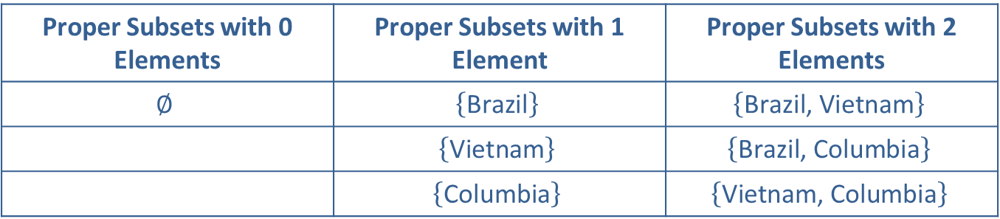 Proper Subsets with 0
Elements
Proper Subsets with 1
Element
Proper Subsets with 2
Elements
∅
{Brazil}
{Brazil, Vietnam}
{Vietnam}
{Brazil, Columbia}
{Columbia}
{Vietnam, Columbia}